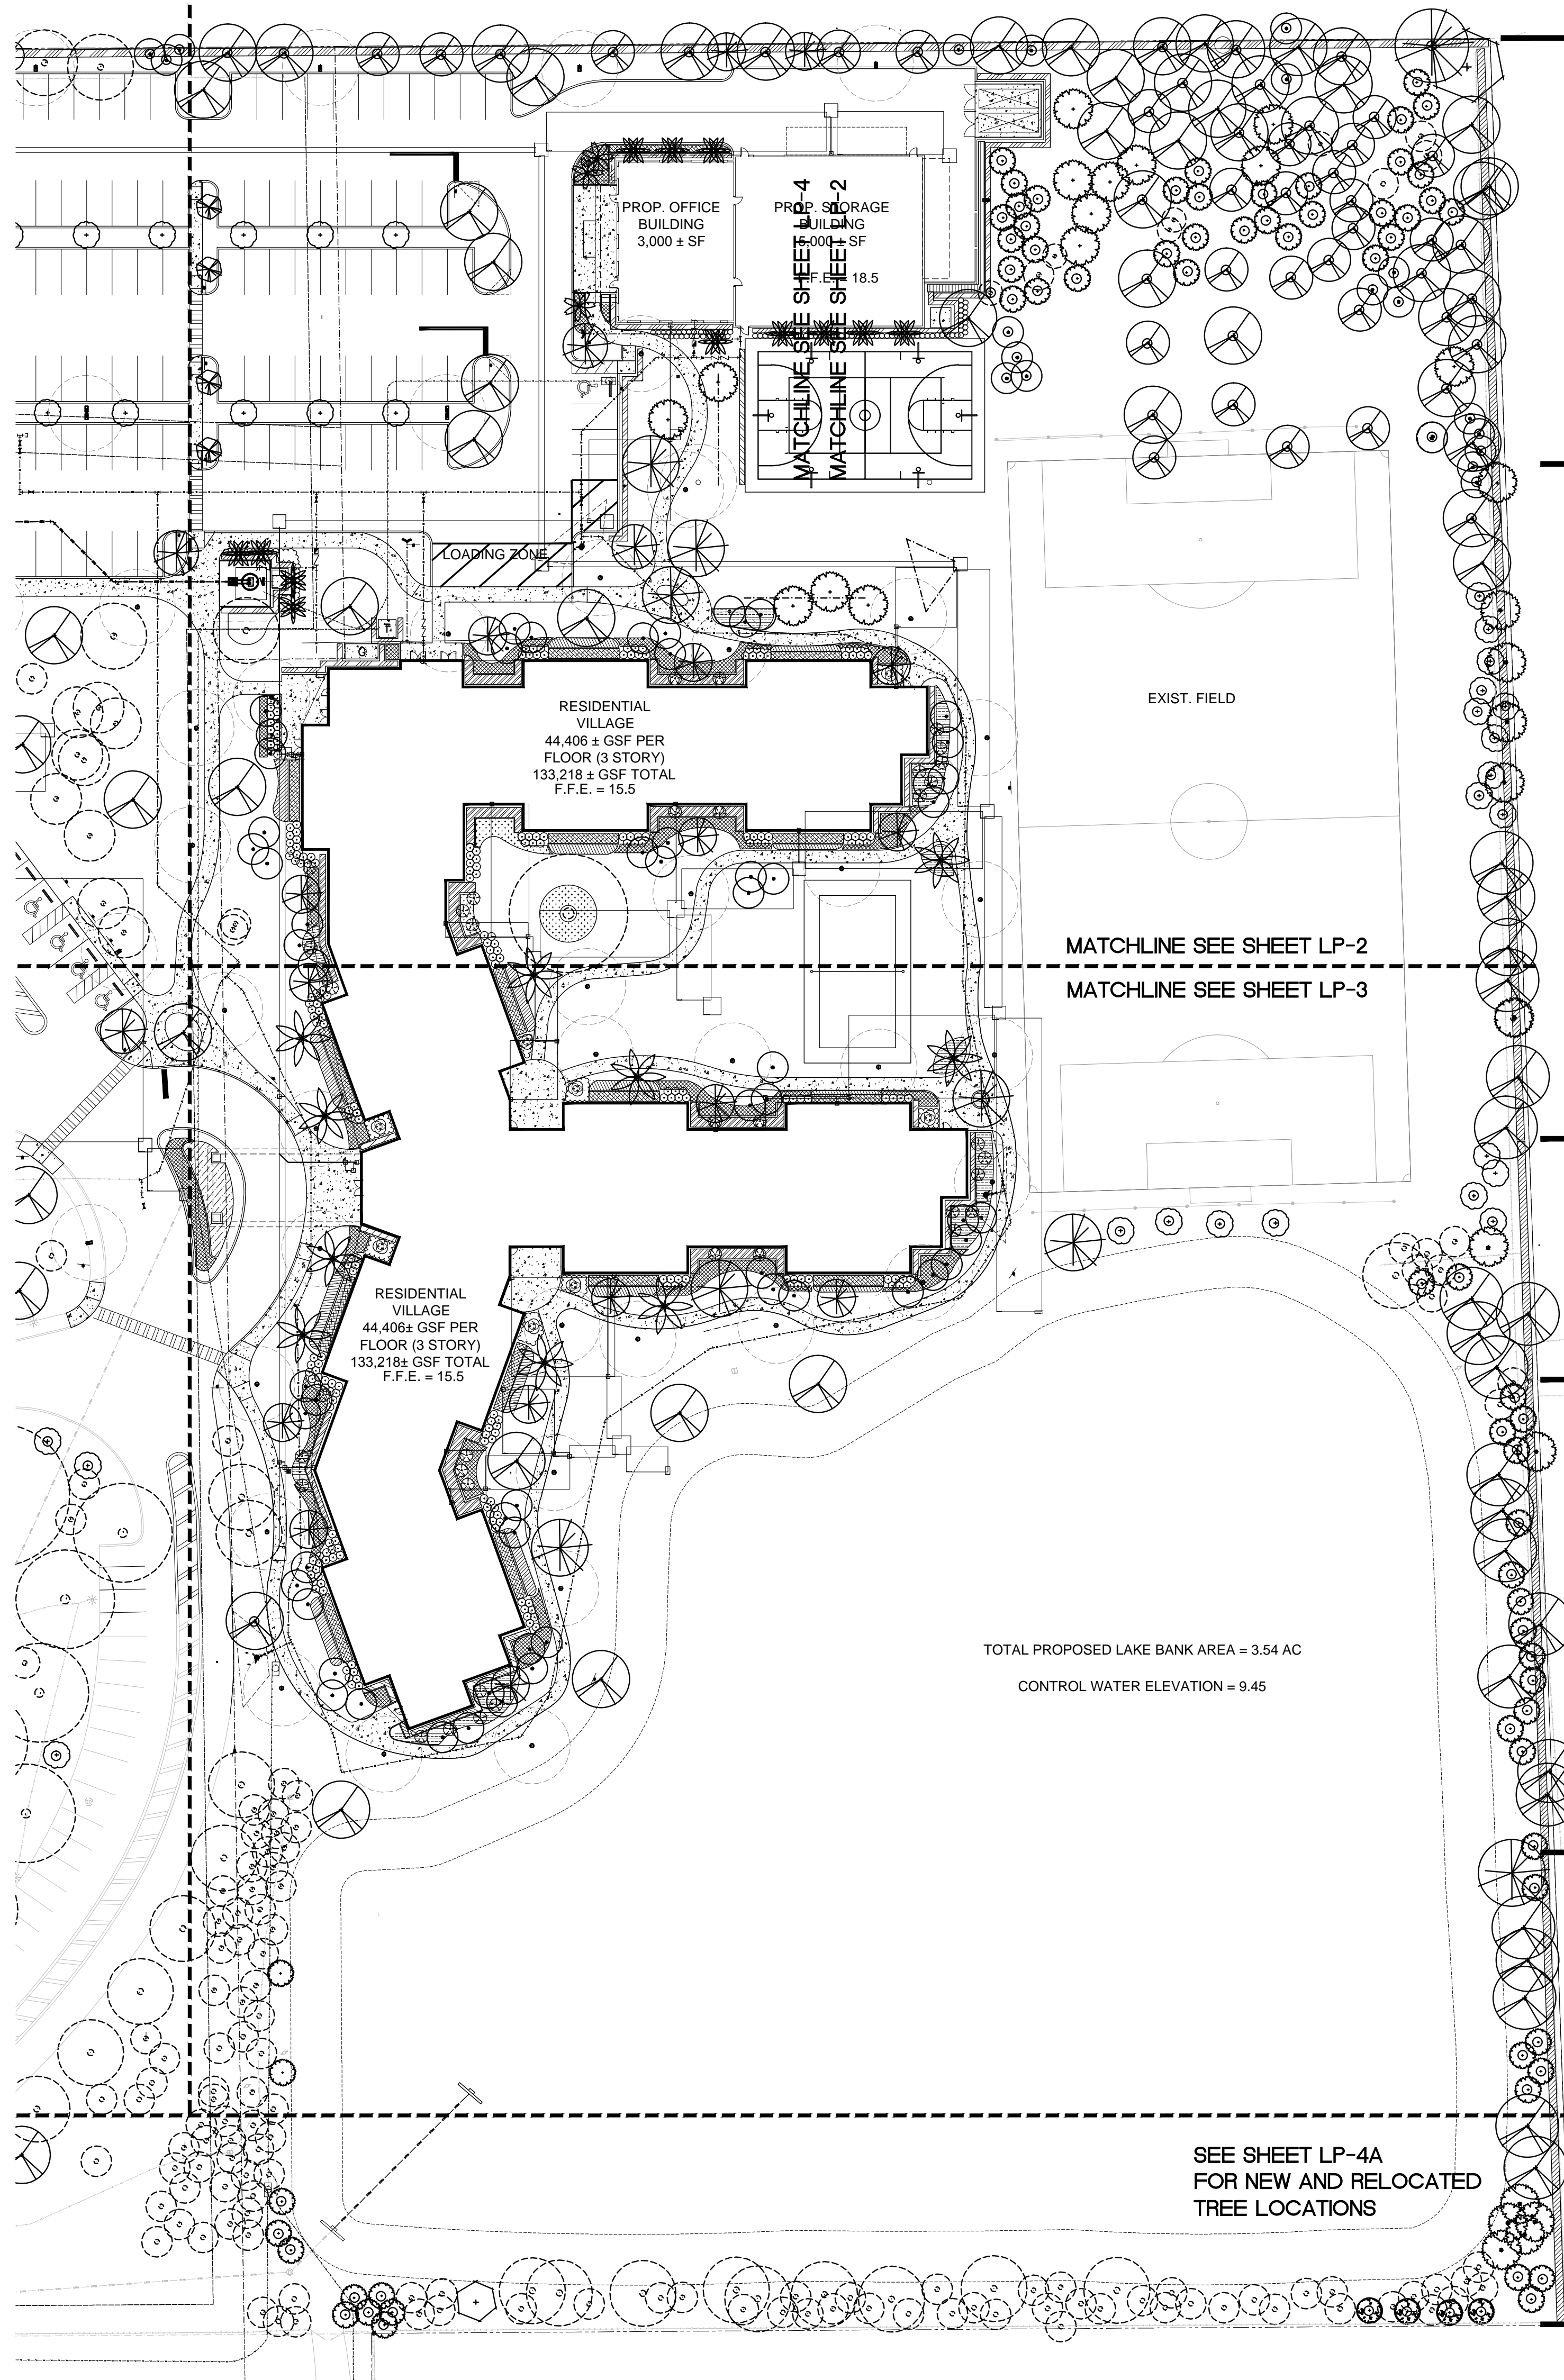 PROP. OFFICE
BUILDING
3,000 ± SF
PROP. STORAGE
BUILDING
5,000 ± SF
F.F.E. = 18.5
MATCHLINE SEE SHEET LP-4
MATCHLINE SEE SHEET LP-2
LOADING ZONE
RESIDENTIAL
VILLAGE
44,406 ± GSF PER
FLOOR (3 STORY)
133,218 ± GSF TOTAL
F.F.E. = 15.5
EXIST. FIELD
MATCHLINE SEE SHEET LP-2
MATCHLINE SEE SHEET LP-3
RESIDENTIAL
VILLAGE
44,406± GSF PER
FLOOR (3 STORY)
133,218± GSF TOTAL
F.F.E. = 15.5
TOTAL PROPOSED LAKE BANK AREA = 3.54 AC
CONTROL WATER ELEVATION = 9.45
SEE SHEET LP-4A
FOR NEW AND RELOCATED
TREE LOCATIONS